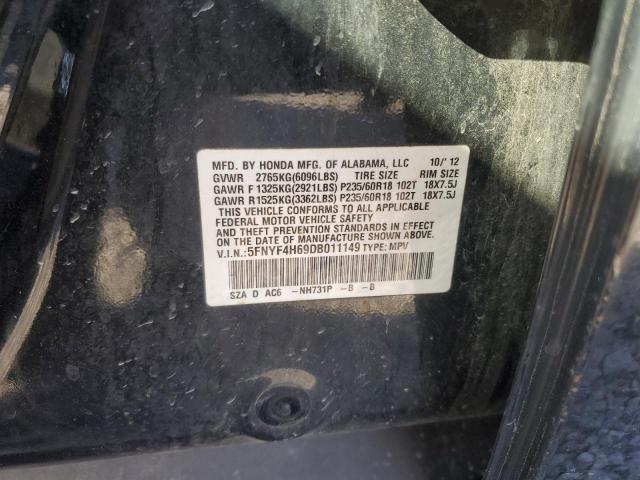 MFD. BY HONDA MFG. OF ALABAMA, LLC 10/'12
GVWR 2765KG(6096LBS) TIRE SIZE RIM SIZE
GAWR F 1325KG(2921LBS) P235/60R18 102T 18X7.5J
GAWR R1525KG(3362LBS) P235/60R18 102T 18X7.5J
THIS VEHICLE CONFORMS TO ALL APPLICABLE
FEDERAL MOTOR VEHICLE SAFETY
AND THEFT PREVENTION STANDARDS IN EFFECT
ON THE DATE OF MANUFACTURE SHOWN ABOVE.
V.I.N.: 5FNYF4H69DB011149 TYPE: MPV
SZA D AC6 -NH731P -B -B